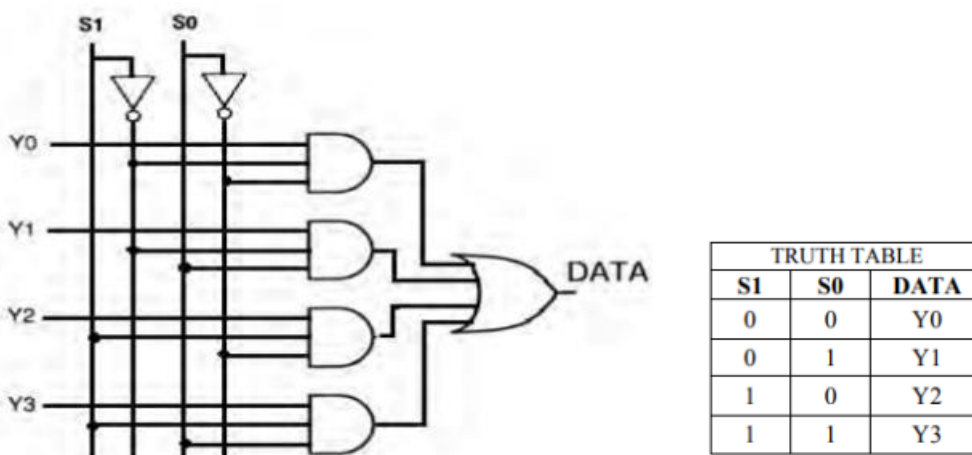 S1 S0
Y0
Y1
Y2
Y3
DATA
TRUTH TABLE
S1 S0 DATA
0 0 Y0
0 1 Y1
1 0 Y2
1 1 Y3